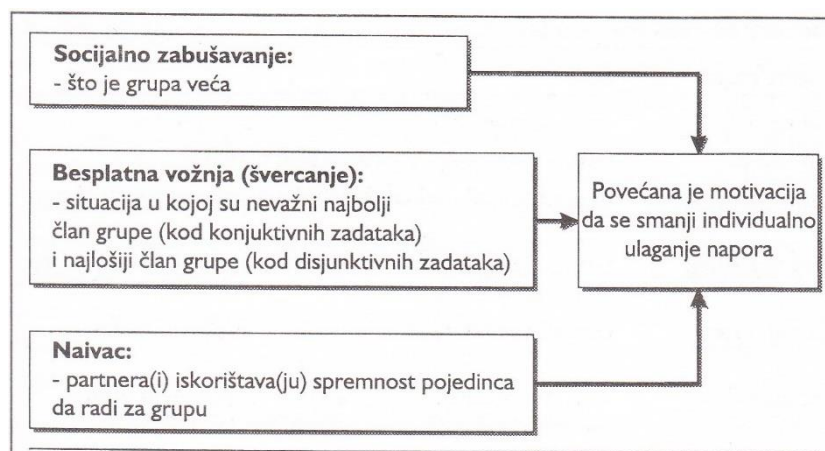 Socijalno zabušavanje:
- što je grupa veća
Besplatna vožnja (švercanje):
- situacija u kojoj su nevažni najbolji
član grupe (kod konjuktivnih zadataka)
i najlošiji član grupe (kod disjunktivnih zadataka)
Naivac:
- partnera(i) iskorištava(ju) spremnost pojedinca
da radi za grupu
Povećana je motivacija
da se smanji individualno
ulaganje napora